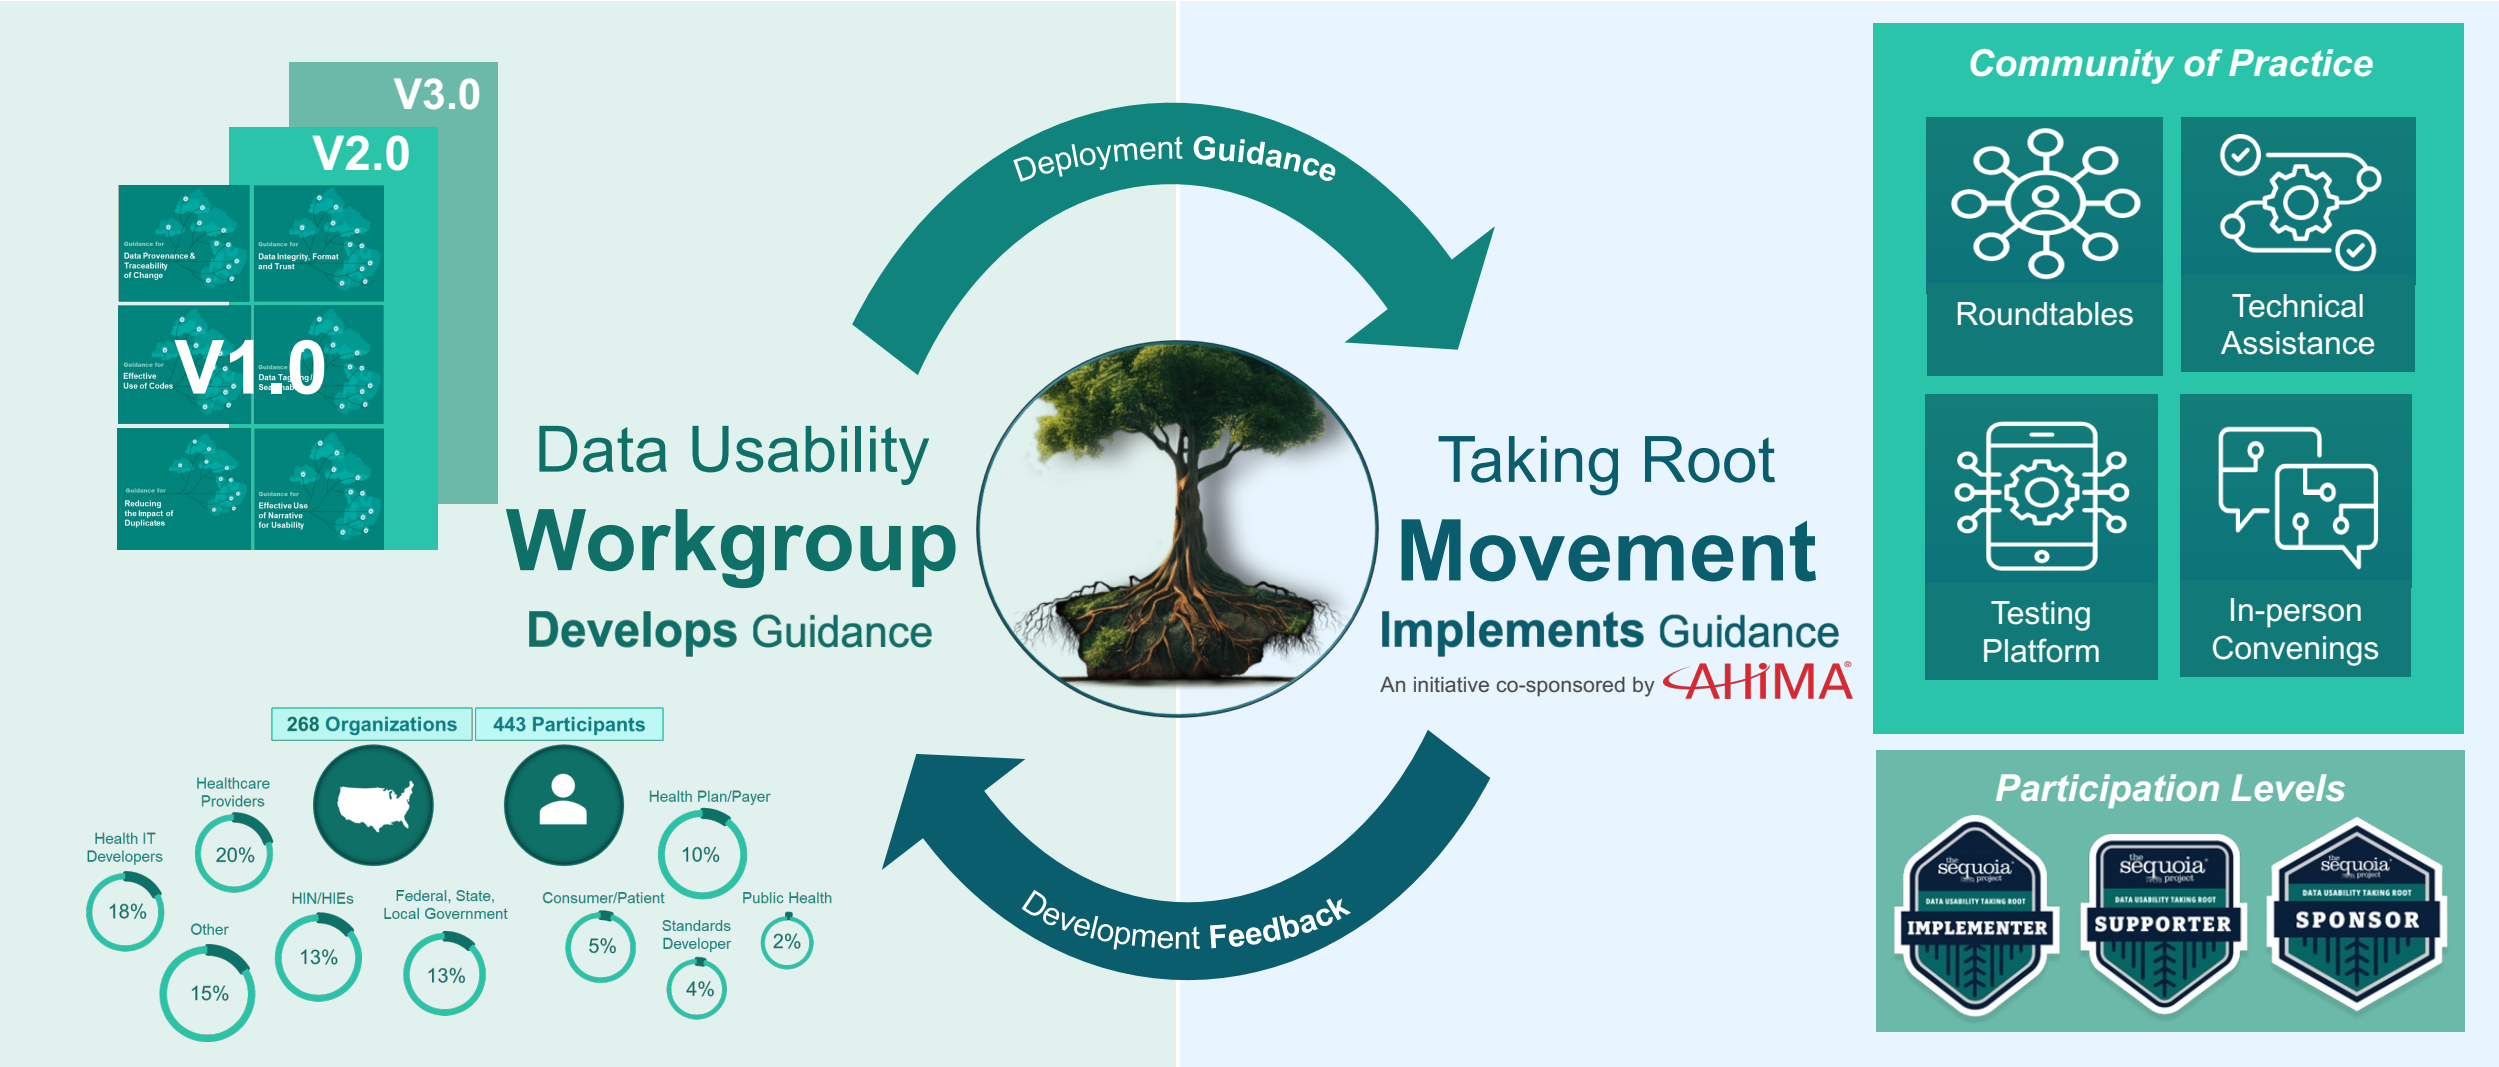 V3.0
V2.0
Guidance for
Data Provenance &
Traceability
of Change
Guidance for
Data Integrity, Format
and Trust
Guidance for
Effective
Use of Codes
V1.0
Guidance
Data
Guidance for
Reducing
the Impact of
Duplicates
Guidance for
Effective Use
of Narrative
for Usability
Data Usability
Workgroup
Develops Guidance
268 Organizations
443 Participants
Healthcare
Providers
20%
Health IT
Developers
18%
Other
15%
HIN/HIEs
13%
Federal, State,
Local Government
13%
Consumer/Patient
5%
Health Plan/Payer
10%
Standards
Developer
4%
Public Health
2%
Deployment Guidance
Development Feedback
Taking Root
Movement
Implements Guidance
An initiative co-sponsored by AHIMA®
Community of Practice
Roundtables
Technical
Assistance
Testing
Platform
In-person
Convenings
Participation Levels
the
sequoia
project
DATA USABILITY TAKING ROOT
IMPLEMENTER
the
sequoia
project
DATA USABILITY TAKING ROOT
SUPPORTER
the
sequoia
project
DATA USABILITY TAKING ROOT
SPONSOR